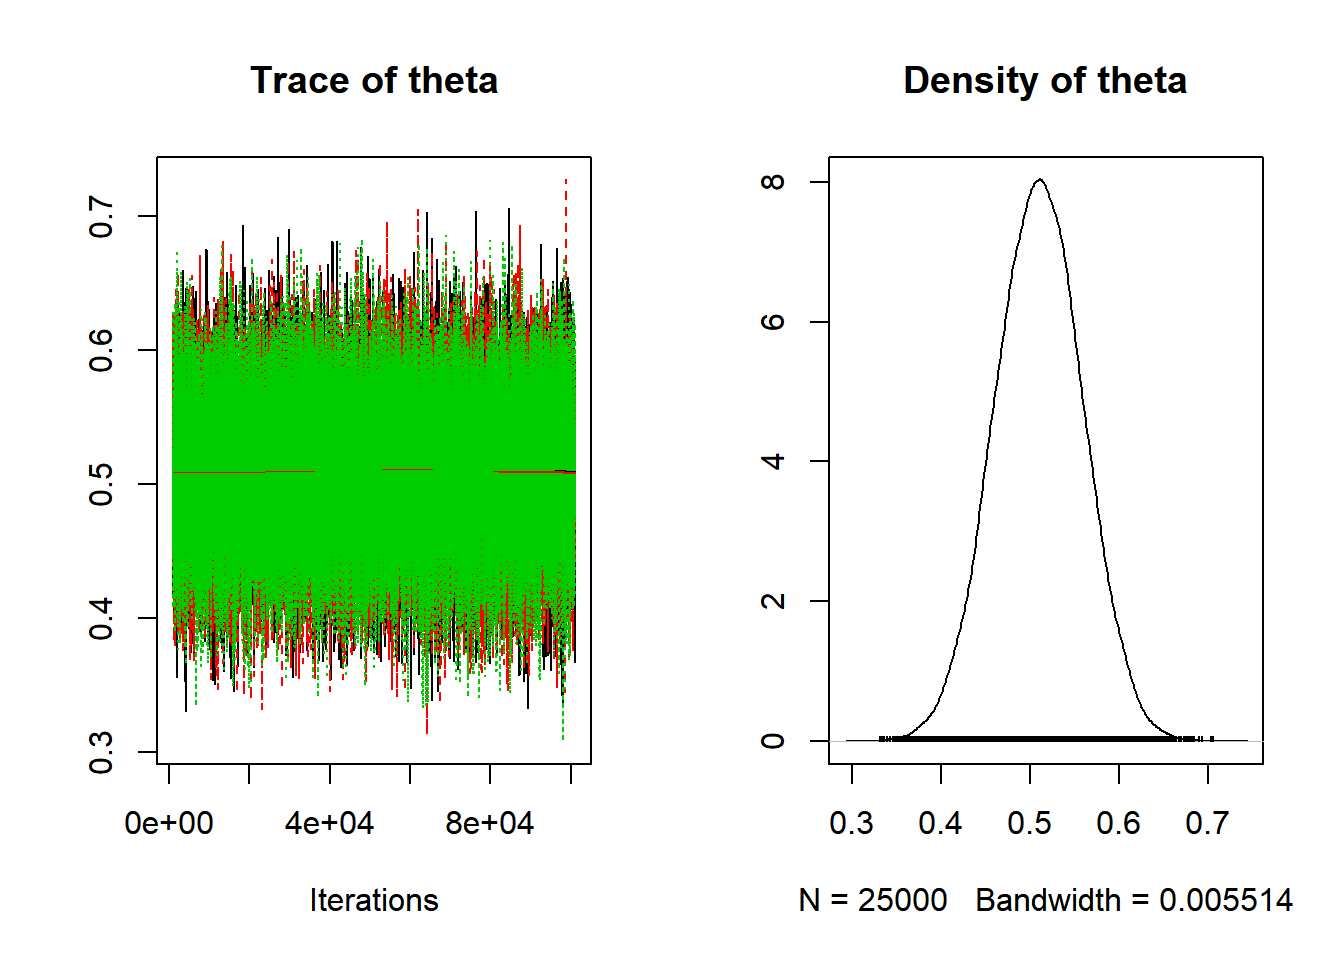 Trace of theta
0.7
0.6
0.5
0.4
0.3
0e+00 4e+04 8e+04
Iterations
Density of theta
8
6
4
2
0
0.3 0.4 0.5 0.6 0.7
N = 25000 Bandwidth = 0.005514